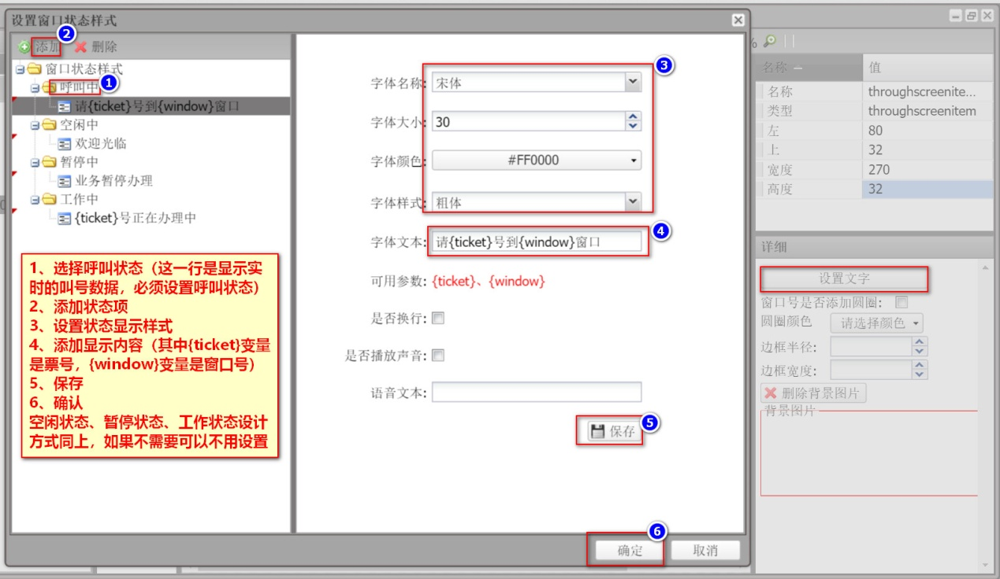 设置窗口状态样式
2
添加
删除
窗口状态样式
呼叫中
1
请{ticket}号到{window}窗口
空闲中
欢迎光临
暂停中
业务暂停办理
工作中
{ticket}号正在办理中
1、选择呼叫状态（这一行是显示实
时的叫号数据，必须设置呼叫状态）
2、添加状态项
3、设置状态显示样式
4、添加显示内容（其中{ticket}变量
是票号，{window}变量是窗口号）
5、保存
6、确认
空闲状态、暂停状态、工作状态设计
方式同上，如果不需要可以不用设置
3
字体名称: 宋体
字体大小: 30
字体颜色: #FF0000
字体样式: 粗体
4
字体文本: 请{ticket}号到{window}窗口
可用参数: {ticket}、{window}
是否换行:
是否播放声音:
语音文本:
保存
5
6
确定
取消
%
名称
值
名称 throughscreenite...
类型 throughscreenitem
左 80
上 32
宽度 270
高度 32
详细
设置文字
窗口号是否添加圆圈:
圆圈颜色 请选择颜色
边框半径:
边框宽度:
删除背景图片
背景图片